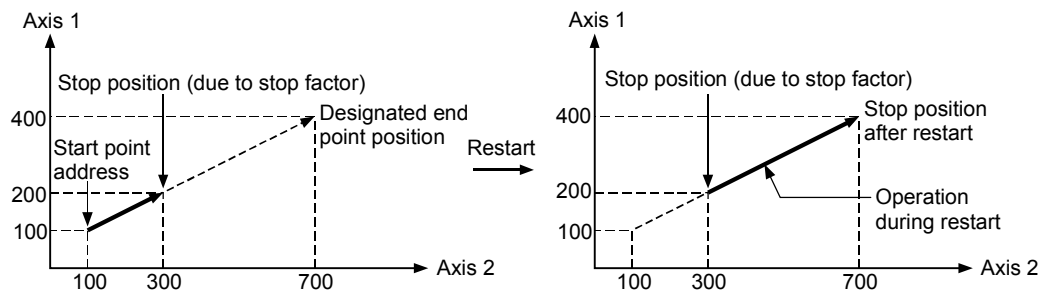 Axis 1
Stop position (due to stop factor)
400
Designated end
point position
Start point
address
200
100
100
300
700
Axis 2
Restart
Axis 1
Stop position (due to stop factor)
400
Stop position
after restart
200
Operation
during restart
100
100
300
700
Axis 2